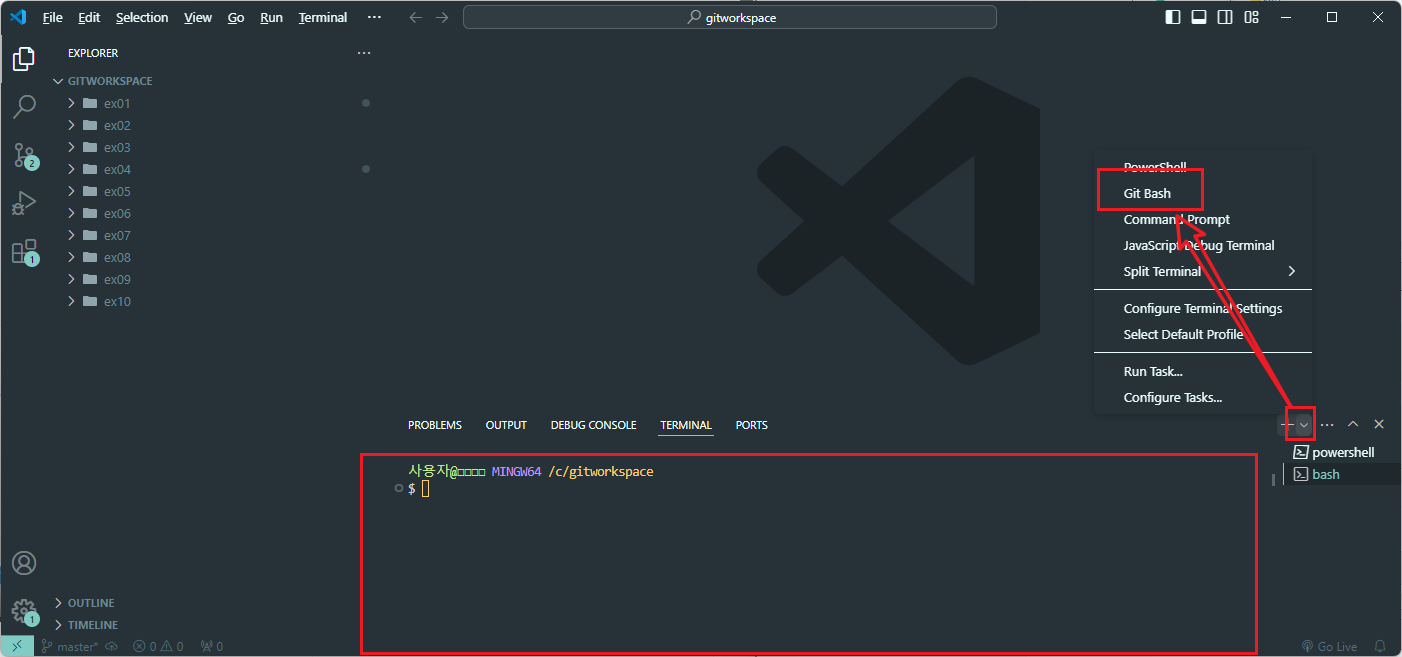 File Edit Selection View Go Run Terminal ··· gitworkspace
EXPLORER ···
GITWORKSPACE
ex01
ex02
ex03
ex04
ex05
ex06
ex07
ex08
ex09
ex10
2
1
PowerShell
Git Bash
Command Prompt
JavaScript Debug Terminal
Split Terminal
Configure Terminal Settings
Select Default Profile
Run Task...
Configure Tasks...
PROBLEMS OUTPUT DEBUG CONSOLE TERMINAL PORTS
사용자@□□□□ MINGW64 /c/gitworkspace
$
powershell
bash
OUTLINE
TIMELINE
1
master* 0 0 0 Go Live